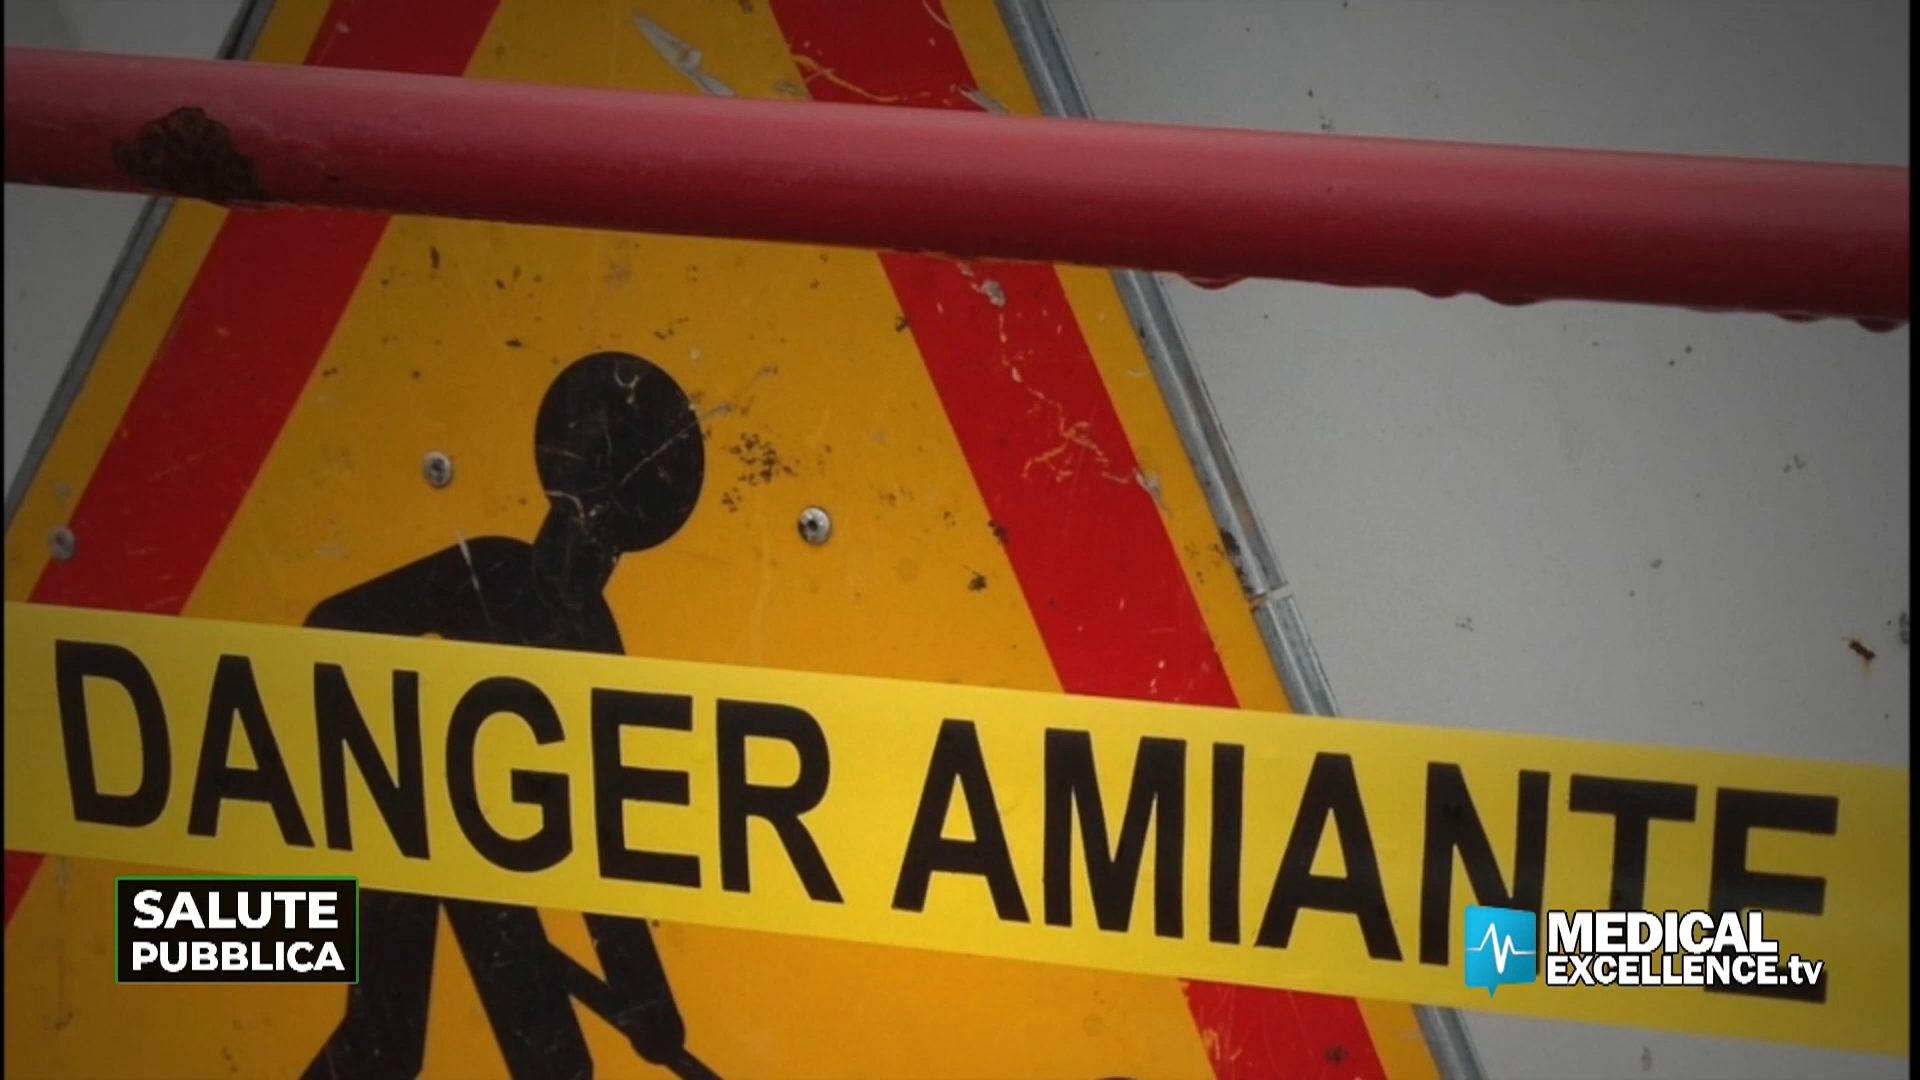 DANGER AMIANTE
SALUTE
PUBBLICA
MEDICAL
EXCELLENCE.tv